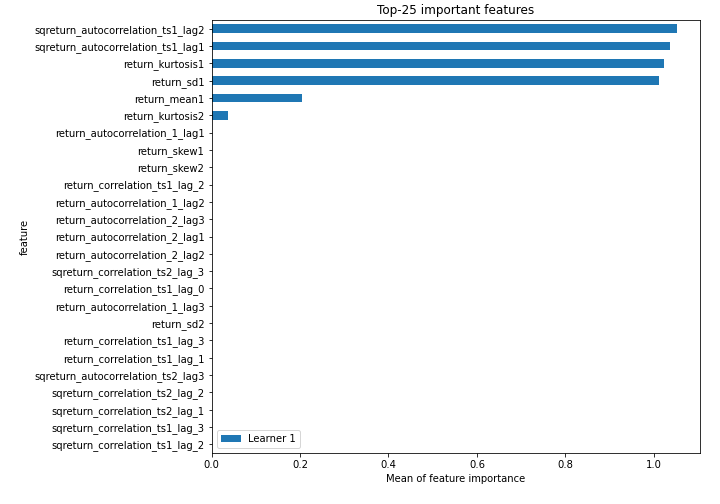 Top-25 important features
sqreturn_autocorrelation_ts1_lag2
sqreturn_autocorrelation_ts1_lag1
return_kurtosis1
return_sd1
return_mean1
return_kurtosis2
return_autocorrelation_1_lag1
return_skew1
return_skew2
return_correlation_ts1_lag_2
return_autocorrelation_1_lag2
return_autocorrelation_2_lag3
return_autocorrelation_2_lag1
return_autocorrelation_2_lag2
sqreturn_correlation_ts2_lag_3
return_correlation_ts1_lag_0
return_autocorrelation_1_lag3
return_sd2
return_correlation_ts1_lag_3
return_correlation_ts1_lag_1
sqreturn_autocorrelation_ts2_lag3
sqreturn_correlation_ts2_lag_2
sqreturn_correlation_ts2_lag_1
sqreturn_correlation_ts1_lag_3
sqreturn_correlation_ts1_lag_2
feature
Learner 1
0.0 0.2 0.4 0.6 0.8 1.0
Mean of feature importance